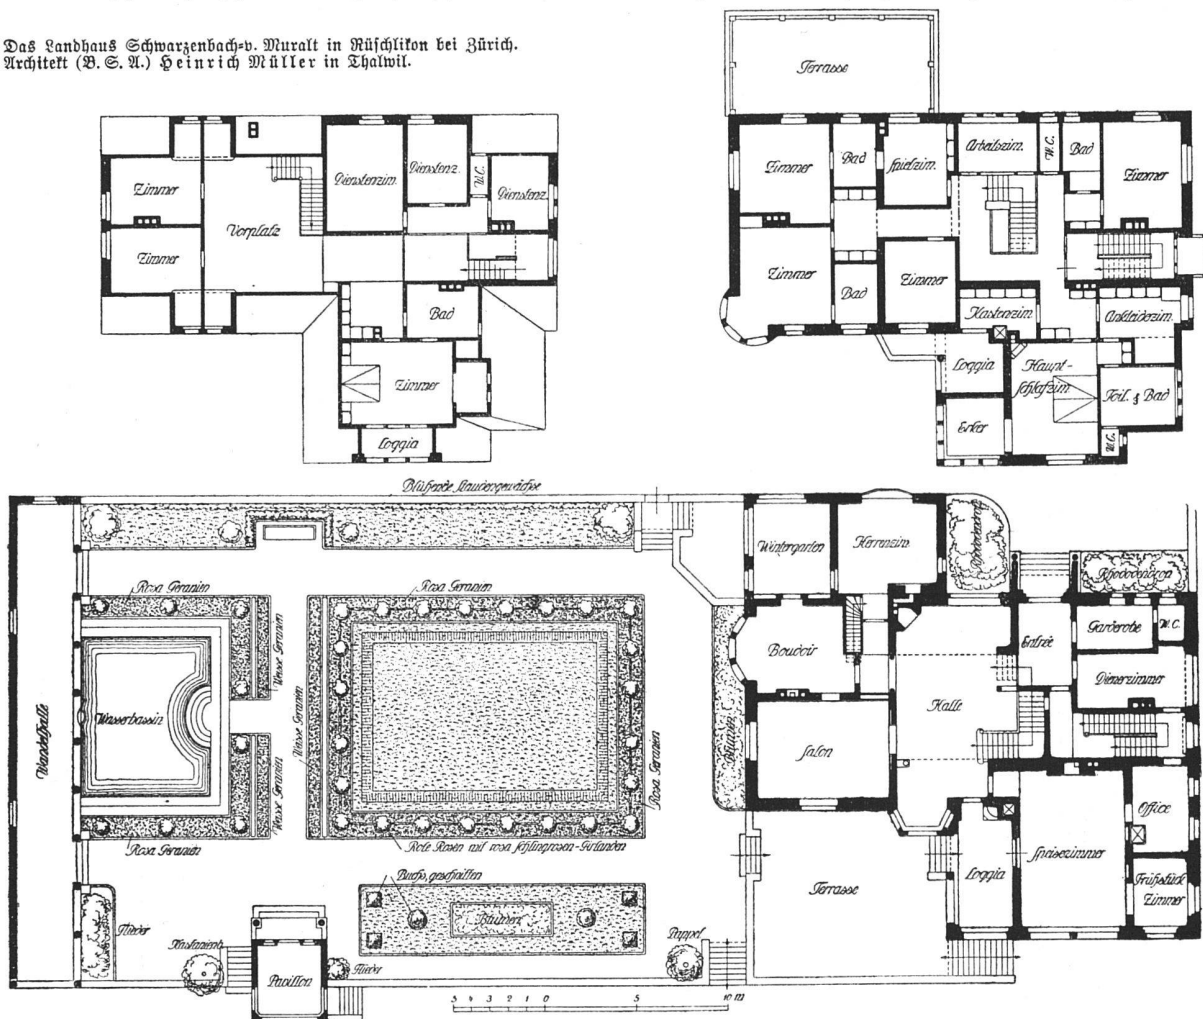 Das Landhaus Schwarzenbach-v. Muralt in Rüschlikon bei Zürich.
Architekt (B. S. A.) Heinrich Müller in Thalwil.
Zimmer
Zimmer
Vorplatz
Dienstenzim.
Dienstenz.
W.C.
Dienstenz.
Bad
Zimmer
Loggia
Terrasse
Zimmer
Bad
Spielzim.
Arbeitszim.
W.C.
Bad
Zimmer
Zimmer
Bad
Zimmer
Kastenzim.
Ankleidezim.
Loggia
Haupt-
schlafzim.
Toil. & Bad
Erker
W.C.
Blühende Staudengewächse
Wandelhalle
Wasserbassin
Rosa Geranien
Weisse Geranien
Weisse Geranien
Rosa Geranien
Rosa Geranien
Weisse Geranien
Rosa Geranien
Rote Rosen mit rosa Schlingrosen-Girlanden
Buchs, geschnitten
Blumen
Flieder
Kastanienb.
Pavillon
Flieder
Pappel
Wintergarten
Herrenzim.
Rhododendron
Rhododendron
Boudoir
Blumen
Salon
Halle
Entrée
Garderobe
W.C.
Dienerzimmer
Office
Speisezimmer
Loggia
Frühstück
Zimmer
Terrasse
5 4 3 2 1 0 5 10 m